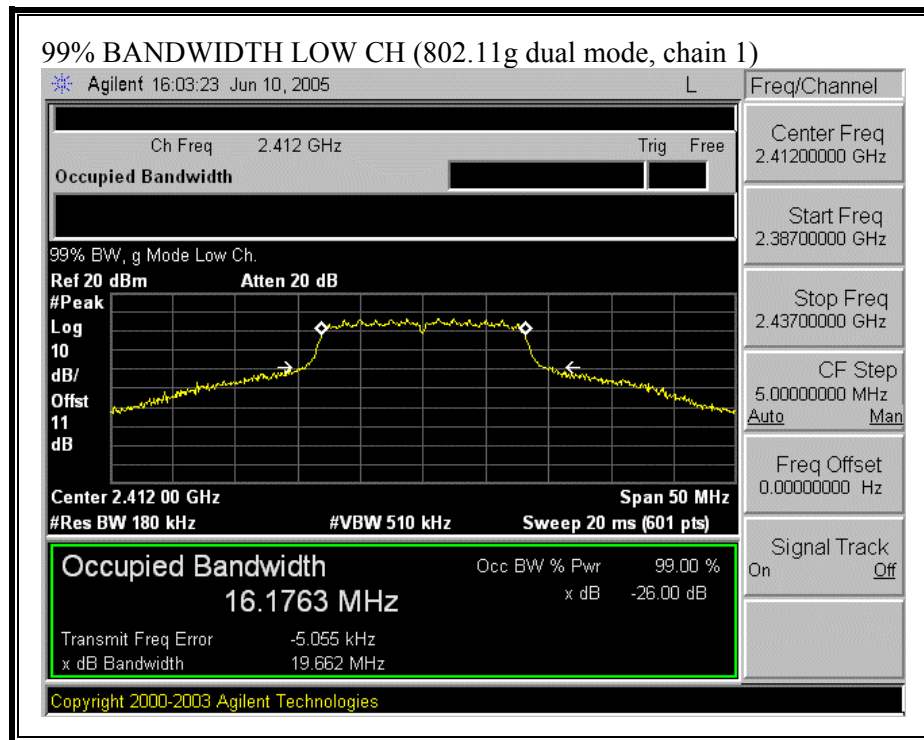 99% BANDWIDTH LOW CH (802.11g dual mode, chain 1)
Agilent 16:03:23 Jun 10, 2005 L
Freq/Channel
Ch Freq 2.412 GHz Trig Free
Occupied Bandwidth
Center Freq
2.41200000 GHz
Start Freq
2.38700000 GHz
Stop Freq
2.43700000 GHz
CF Step
5.00000000 MHz
Auto Man
Freq Offset
0.00000000 Hz
Signal Track
On Off
99% BW, g Mode Low Ch.
Ref 20 dBm Atten 20 dB
#Peak
Log
10
dB/
Offst
11
dB
Center 2.412 00 GHz Span 50 MHz
#Res BW 180 kHz #VBW 510 kHz Sweep 20 ms (601 pts)
Occupied Bandwidth
16.1763 MHz
Occ BW % Pwr 99.00 %
x dB -26.00 dB
Transmit Freq Error -5.055 kHz
x dB Bandwidth 19.662 MHz
Copyright 2000-2003 Agilent Technologies